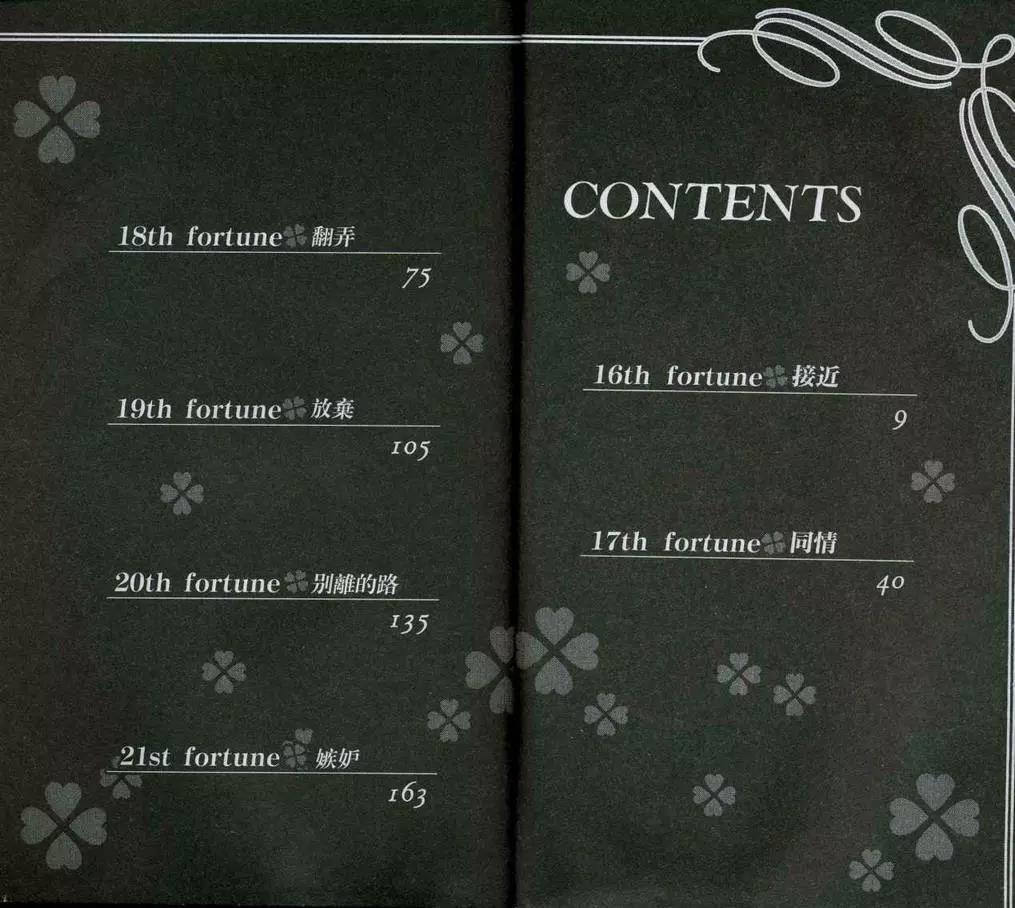 CONTENTS
16th fortune 接近
9
17th fortune 同情
40
18th fortune 翻弄
75
19th fortune 放棄
105
20th fortune 別離的路
135
21st fortune 嫉妒
163